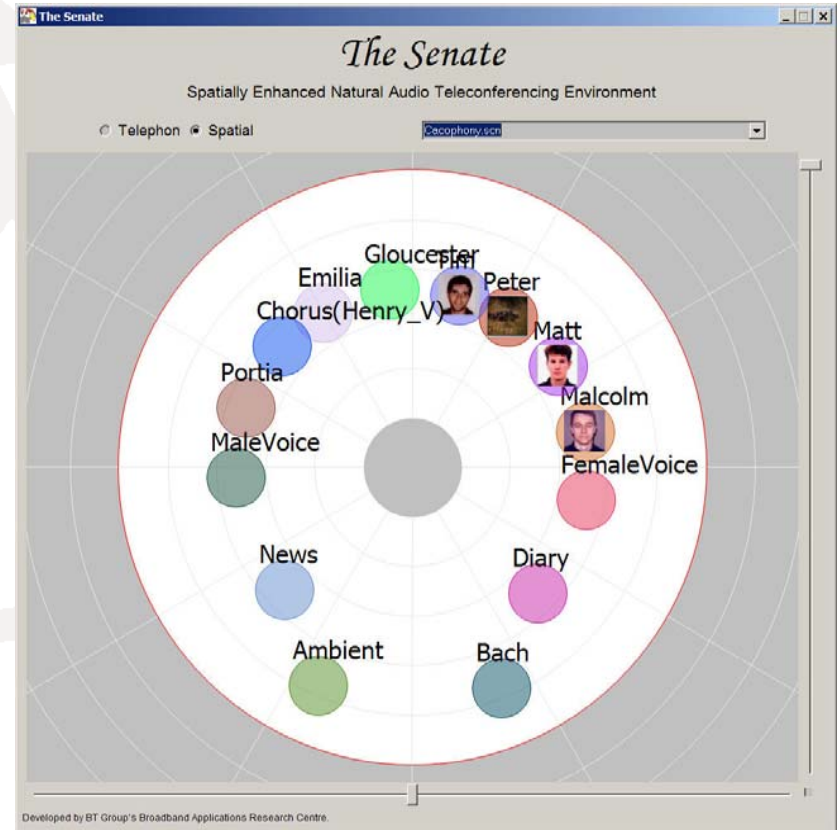 The Senate
The Senate
Spatially Enhanced Natural Audio Teleconferencing Environment
Telephon Spatial Cacophony.scn
Gloucester
Tim
Emilia
Peter
Chorus(Henry_V)
Matt
Portia
Malcolm
MaleVoice
FemaleVoice
News
Diary
Ambient
Bach
Developed by BT Group's Broadband Applications Research Centre.